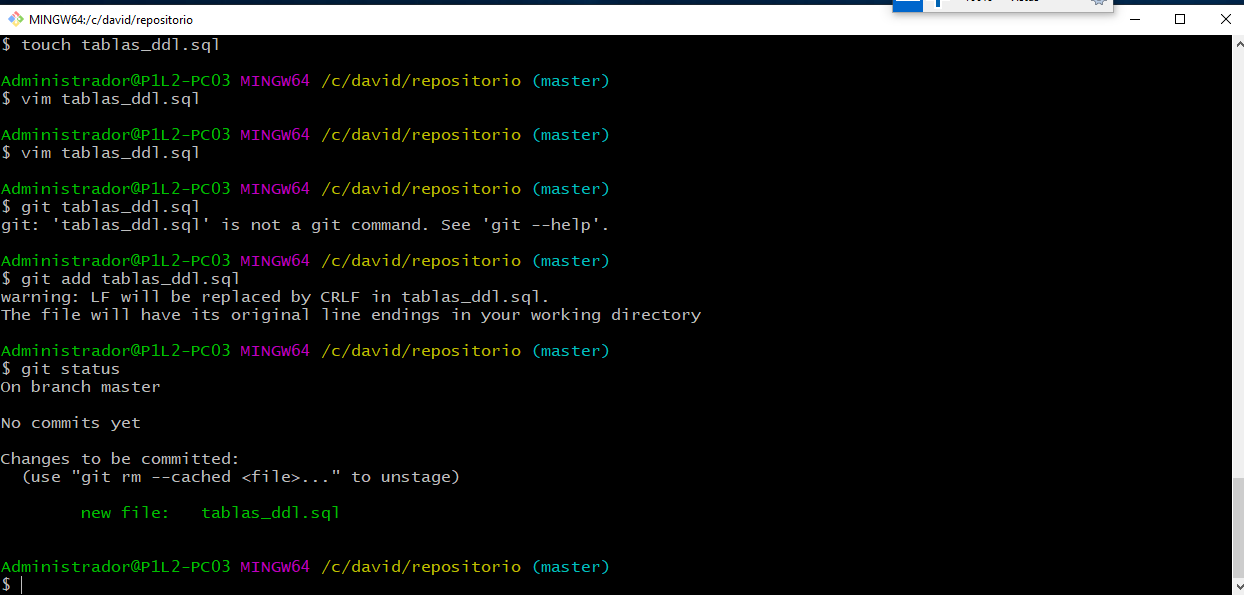 MINGW64:/c/david/repositorio
$ touch tablas_ddl.sql
Administrador@P1L2-PC03 MINGW64 /c/david/repositorio (master)
$ vim tablas_ddl.sql
Administrador@P1L2-PC03 MINGW64 /c/david/repositorio (master)
$ vim tablas_ddl.sql
Administrador@P1L2-PC03 MINGW64 /c/david/repositorio (master)
$ git tablas_ddl.sql
git: 'tablas_ddl.sql' is not a git command. See 'git --help'.
Administrador@P1L2-PC03 MINGW64 /c/david/repositorio (master)
$ git add tablas_ddl.sql
warning: LF will be replaced by CRLF in tablas_ddl.sql.
The file will have its original line endings in your working directory
Administrador@P1L2-PC03 MINGW64 /c/david/repositorio (master)
$ git status
On branch master
No commits yet
Changes to be committed:
(use "git rm --cached <file>..." to unstage)
new file: tablas_ddl.sql
Administrador@P1L2-PC03 MINGW64 /c/david/repositorio (master)
$